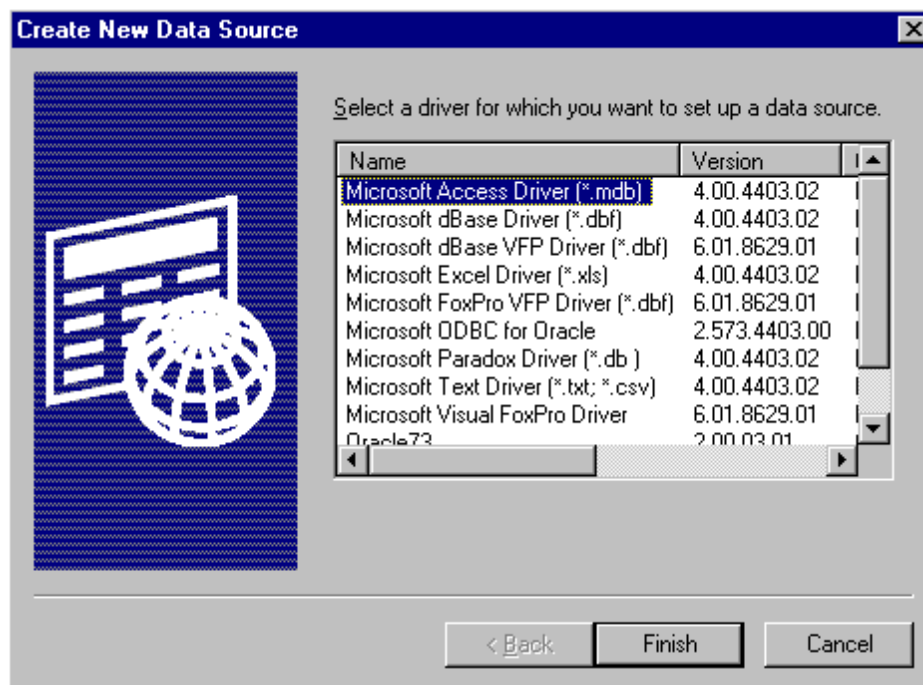 Create New Data Source
Select a driver for which you want to set up a data source.
Name Version
Microsoft Access Driver (*.mdb) 4.00.4403.02
Microsoft dBase Driver (*.dbf) 4.00.4403.02
Microsoft dBase VFP Driver (*.dbf) 6.01.8629.01
Microsoft Excel Driver (*.xls) 4.00.4403.02
Microsoft FoxPro VFP Driver (*.dbf) 6.01.8629.01
Microsoft ODBC for Oracle 2.573.4403.00
Microsoft Paradox Driver (*.db ) 4.00.4403.02
Microsoft Text Driver (*.txt; *.csv) 4.00.4403.02
Microsoft Visual FoxPro Driver 6.01.8629.01
Oracle73 2.00.03.01
< Back Finish Cancel